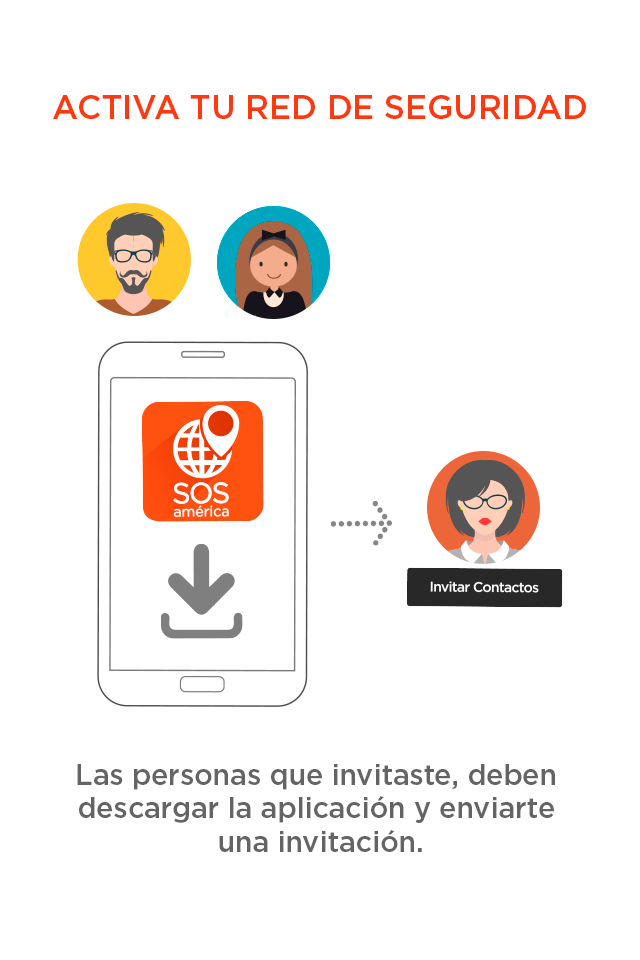 ACTIVA TU RED DE SEGURIDAD
SOS
américa
Invitar Contactos
Las personas que invitaste, deben
descargar la aplicación y enviarte
una invitación.